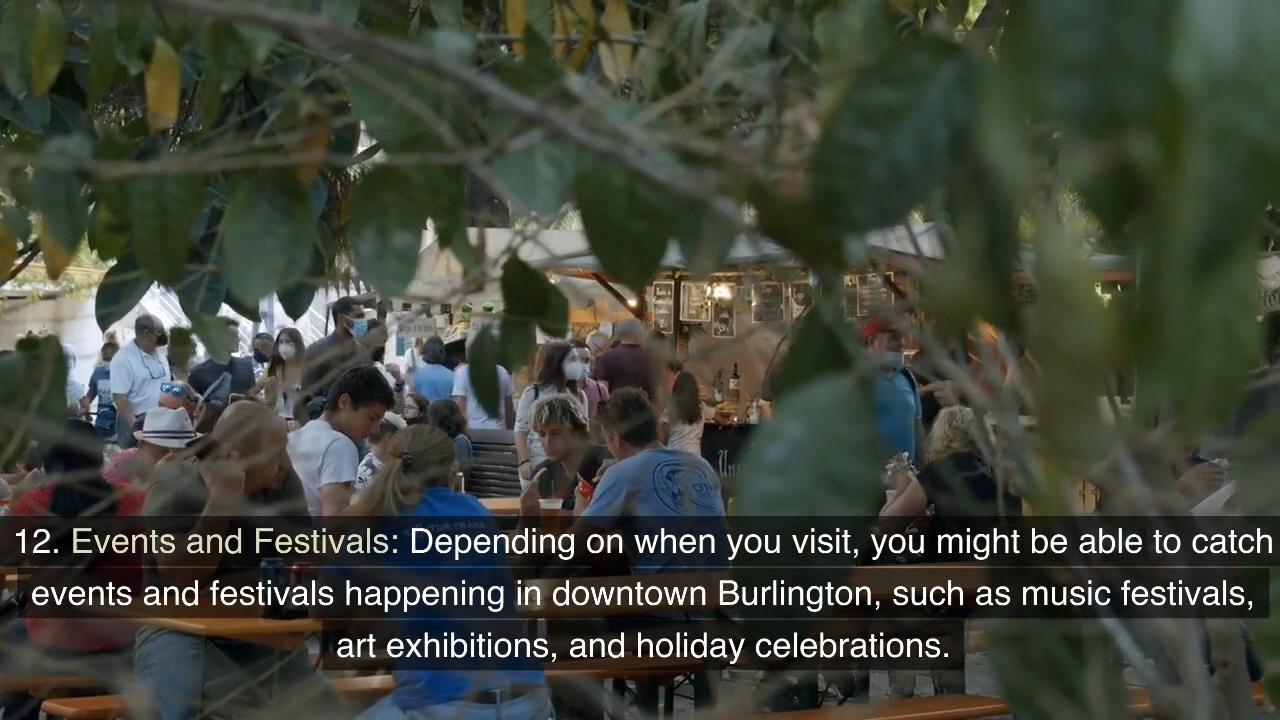 12. Events and Festivals: Depending on when you visit, you might be able to catch
events and festivals happening in downtown Burlington, such as music festivals,
art exhibitions, and holiday celebrations.